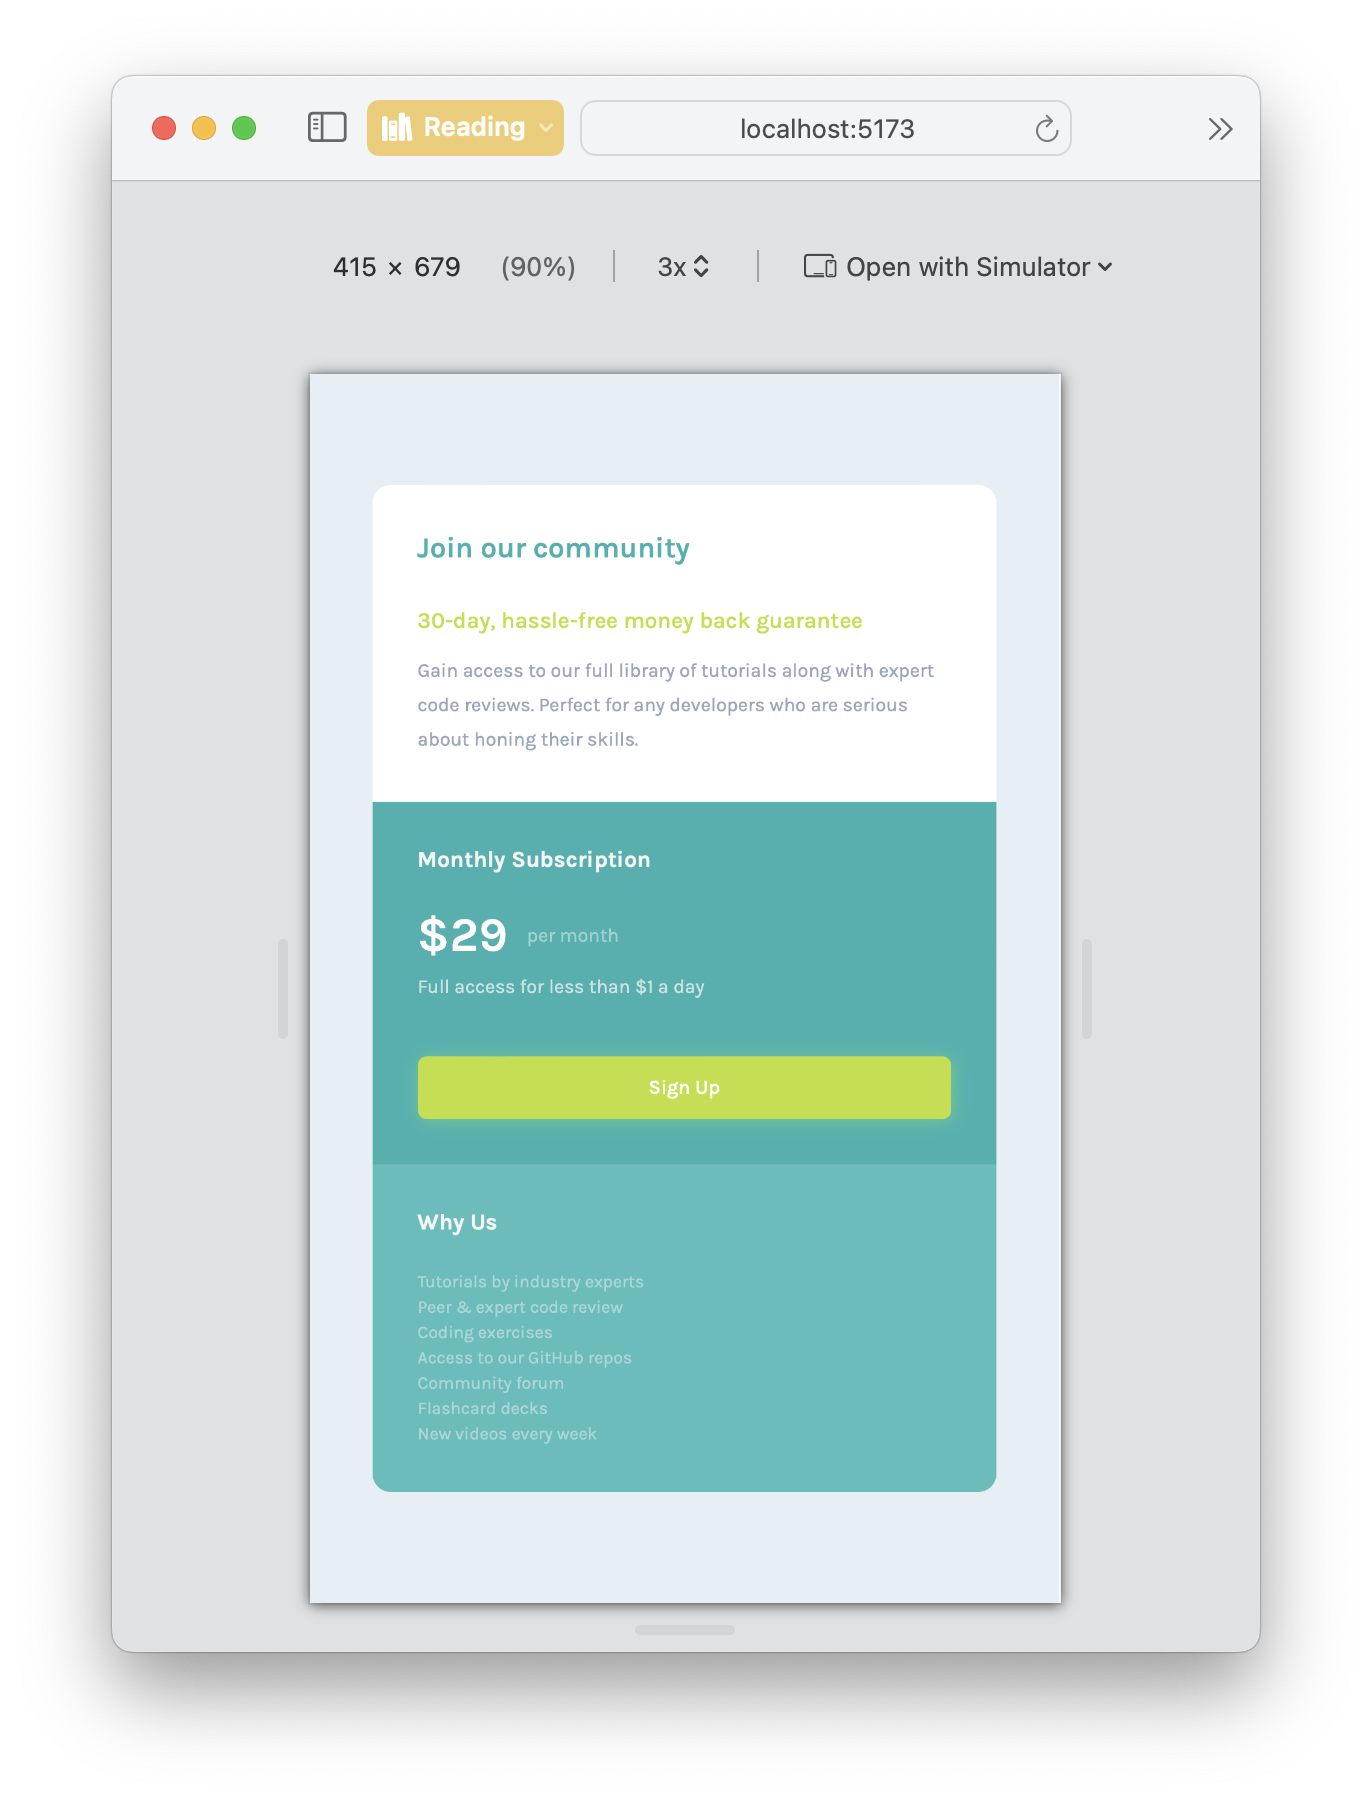 Reading
localhost:5173
415 × 679 (90%) 3x Open with Simulator
Join our community
30-day, hassle-free money back guarantee
Gain access to our full library of tutorials along with expert
code reviews. Perfect for any developers who are serious
about honing their skills.
Monthly Subscription
$29 per month
Full access for less than $1 a day
Sign Up
Why Us
Tutorials by industry experts
Peer & expert code review
Coding exercises
Access to our GitHub repos
Community forum
Flashcard decks
New videos every week